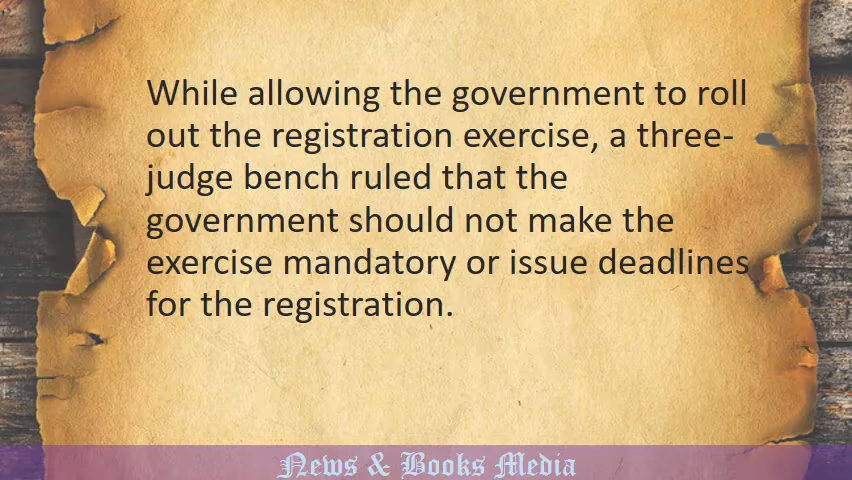 While allowing the government to roll
out the registration exercise, a three-
judge bench ruled that the
government should not make the
exercise mandatory or issue deadlines
for the registration.
News & Books Media